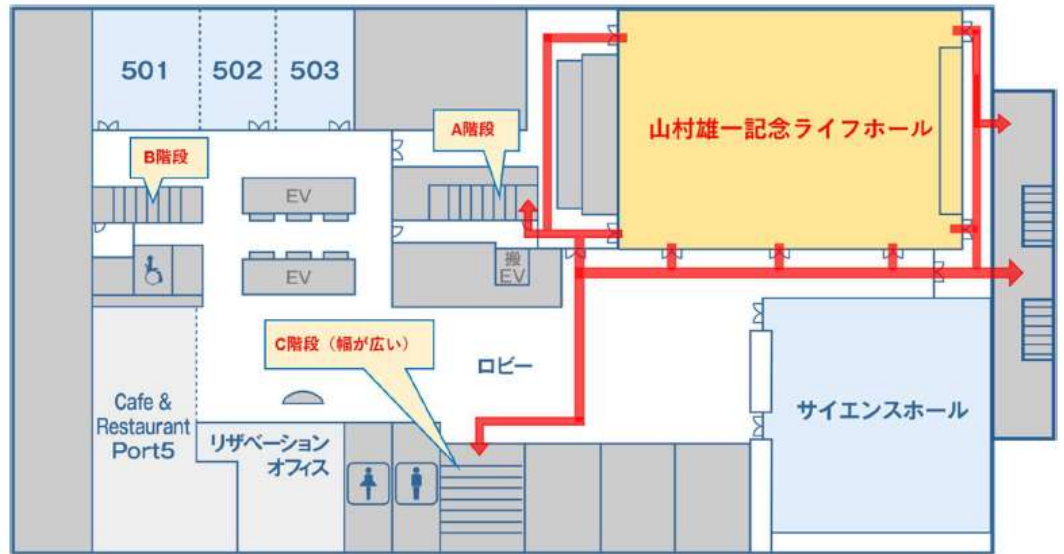 501
502
503
山村雄一記念ライフホール
A階段
B階段
EV
EV
搬
EV
C階段（幅が広い）
ロビー
Cafe &
Restaurant
Port5
リザベーション
オフィス
サイエンスホール